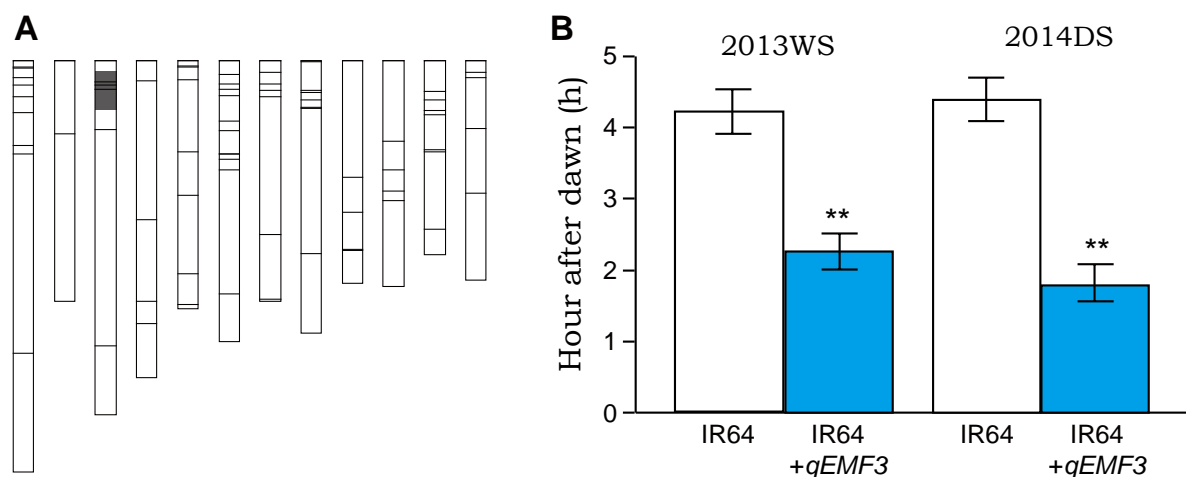 A
B
2013WS
2014DS
Hour after dawn (h)
5
4
3
2
1
0
**
**
IR64
IR64
+qEMF3
IR64
IR64
+qEMF3